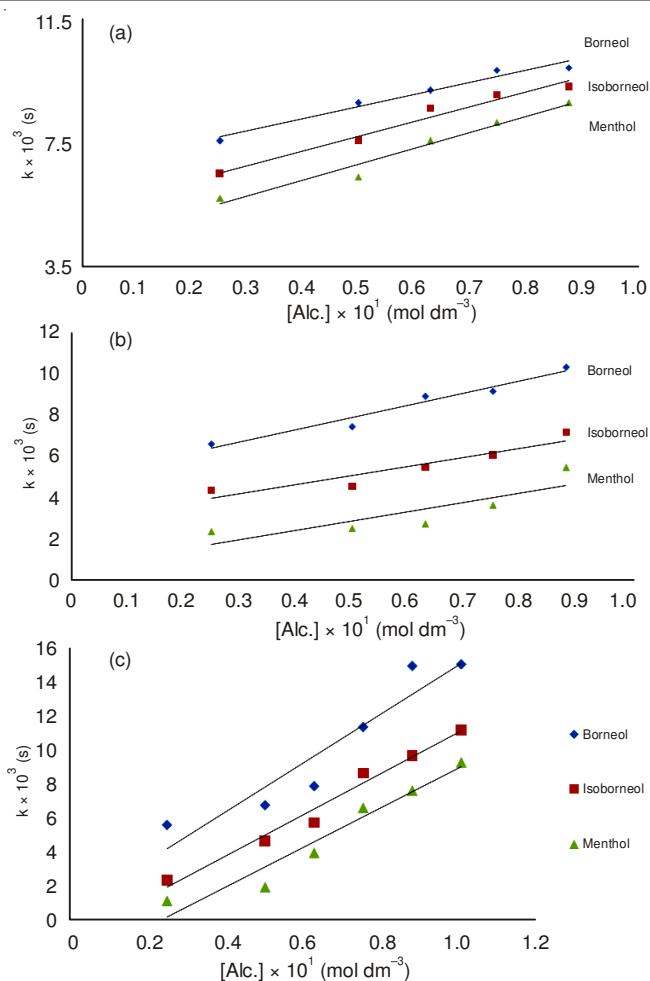 (a)
11.5
7.5
3.5
k × 10³ (s)
Borneol
Isoborneol
Menthol
0 0.1 0.2 0.3 0.4 0.5 0.6 0.7 0.8 0.9 1.0
[Alc.] × 10¹ (mol dm⁻³)
(b)
12
10
8
6
4
2
0
k × 10³ (s)
Borneol
Isoborneol
Menthol
0 0.1 0.2 0.3 0.4 0.5 0.6 0.7 0.8 0.9 1.0
[Alc.] × 10¹ (mol dm⁻³)
(c)
16
14
12
10
8
6
4
2
0
k × 10³ (s)
Borneol
Isoborneol
Menthol
0 0.2 0.4 0.6 0.8 1.0 1.2
[Alc.] × 10¹ (mol dm⁻³)